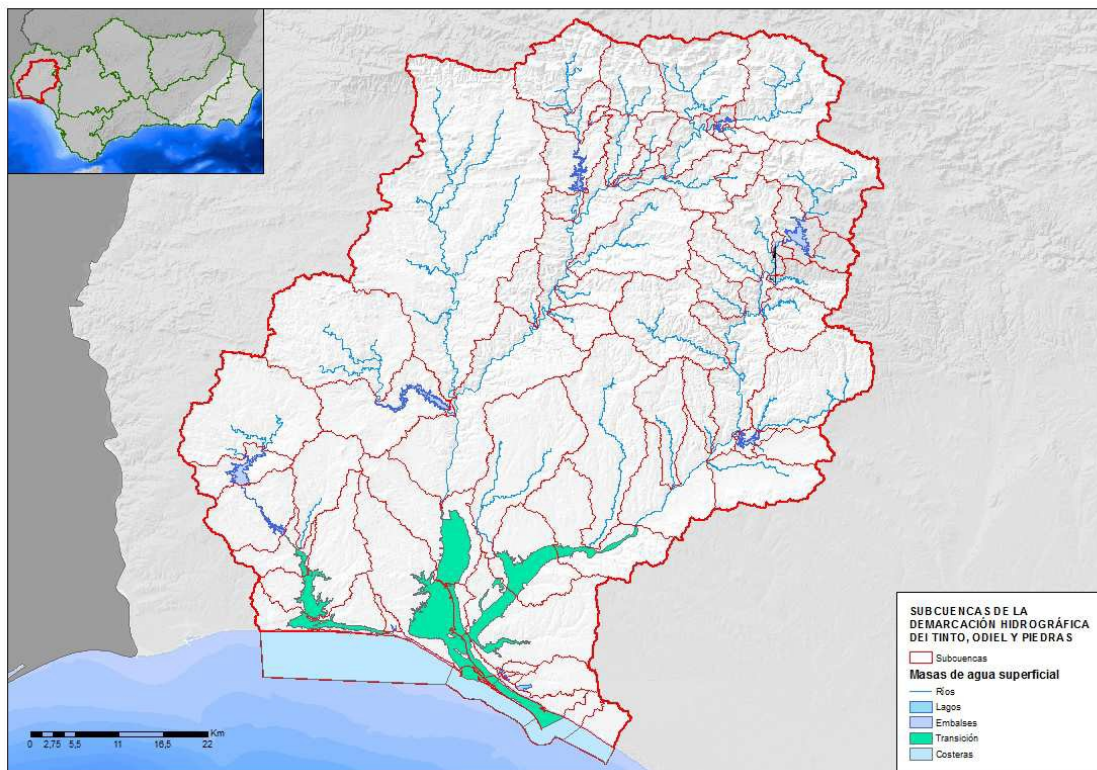 SUBCUENCAS DE LA
DEMARCACIÓN HIDROGRÁFICA
DEl TINTO, ODIEL Y PIEDRAS
Subcuencas
Masas de agua superficial
Ríos
Lagos
Embalses
Transición
Costeras
0 2,75 5,5 11 16,5 22
Km